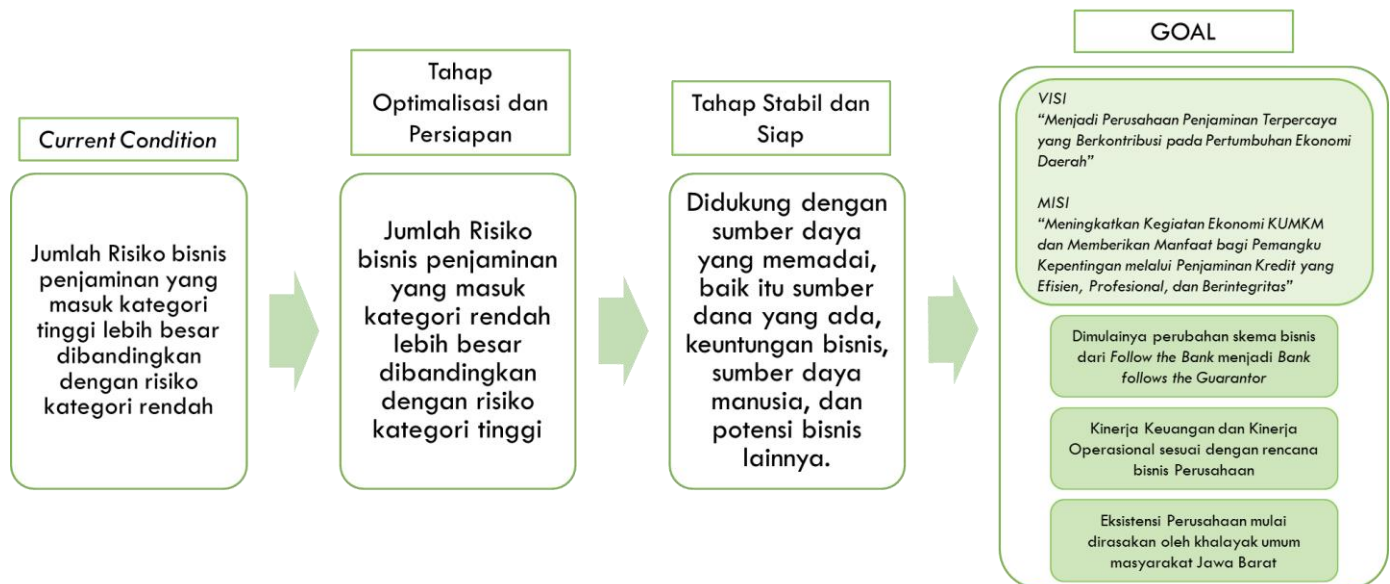 Current Condition
Jumlah Risiko bisnis
penjaminan yang
masuk kategori
tinggi lebih besar
dibandingkan
dengan risiko
kategori rendah
Tahap
Optimalisasi dan
Persiapan
Jumlah Risiko
bisnis penjaminan
yang masuk
kategori rendah
lebih besar
dibandingkan
dengan risiko
kategori tinggi
Tahap Stabil dan
Siap
Didukung dengan
sumber daya
yang memadai,
baik itu sumber
dana yang ada,
keuntungan bisnis,
sumber daya
manusia, dan
potensi bisnis
lainnya.
GOAL
VISI
“Menjadi Perusahaan Penjaminan Terpercaya
yang Berkontribusi pada Pertumbuhan Ekonomi
Daerah”
MISI
“Meningkatkan Kegiatan Ekonomi KUMKM
dan Memberikan Manfaat bagi Pemangku
Kepentingan melalui Penjaminan Kredit yang
Efisien, Profesional, dan Berintegritas”
Dimulainya perubahan skema bisnis
dari Follow the Bank menjadi Bank
follows the Guarantor
Kinerja Keuangan dan Kinerja
Operasional sesuai dengan rencana
bisnis Perusahaan
Eksistensi Perusahaan mulai
dirasakan oleh khalayak umum
masyarakat Jawa Barat